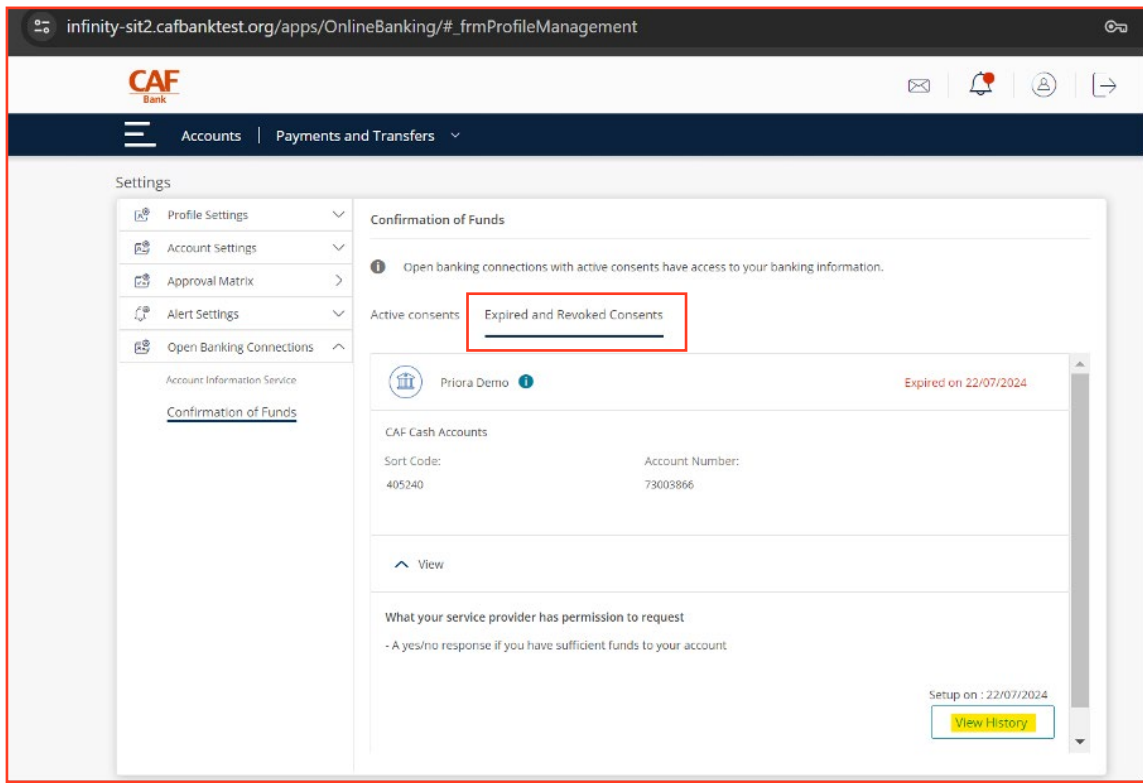 infinity-sit2.cafbanktest.org/apps/OnlineBanking/#_frmProfileManagement
CAF
Bank
Accounts | Payments and Transfers
Settings
Profile Settings
Account Settings
Approval Matrix
Alert Settings
Open Banking Connections
Account Information Service
Confirmation of Funds
Confirmation of Funds
Open banking connections with active consents have access to your banking information.
Active consents Expired and Revoked Consents
Priora Demo Expired on 22/07/2024
CAF Cash Accounts
Sort Code: Account Number:
405240 73003866
View
What your service provider has permission to request
- A yes/no response if you have sufficient funds to your account
Setup on : 22/07/2024
View History